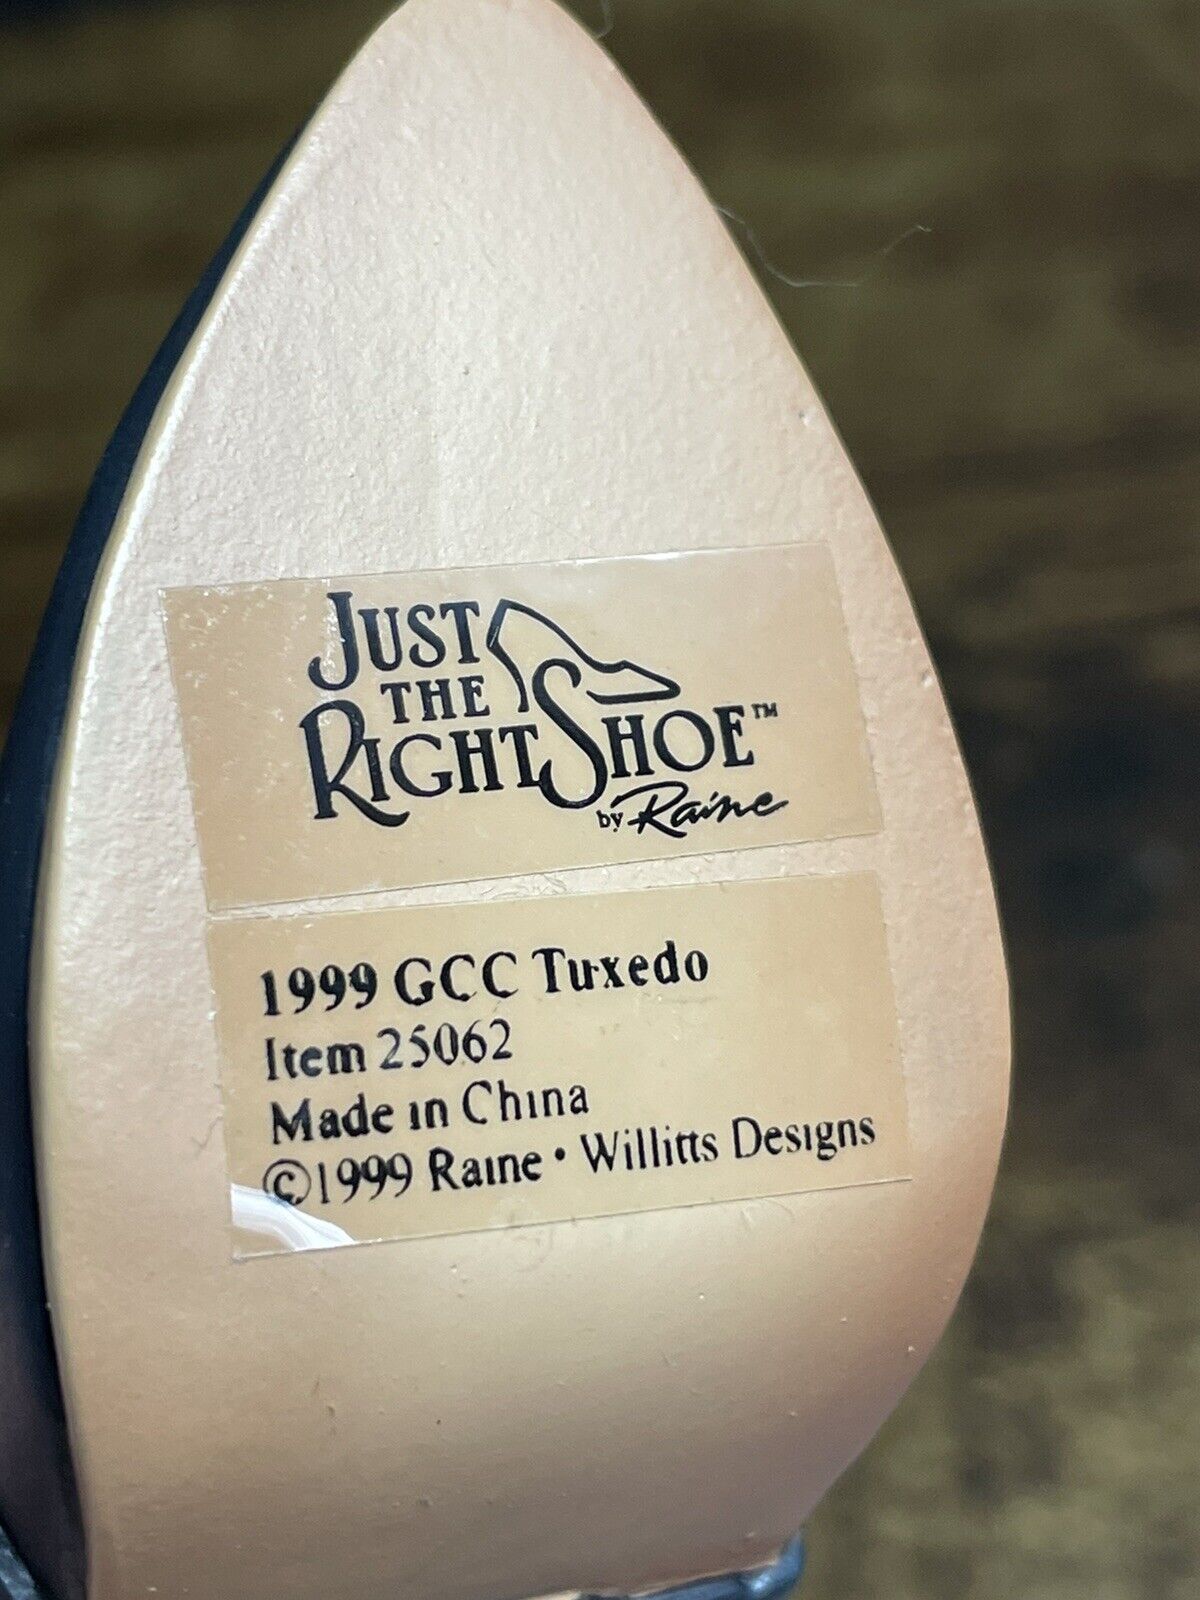 JUST
THE
RIGHT SHOE™
by Raine
1999 GCC Tuxedo
Item 25062
Made in China
©1999 Raine • Willitts Designs